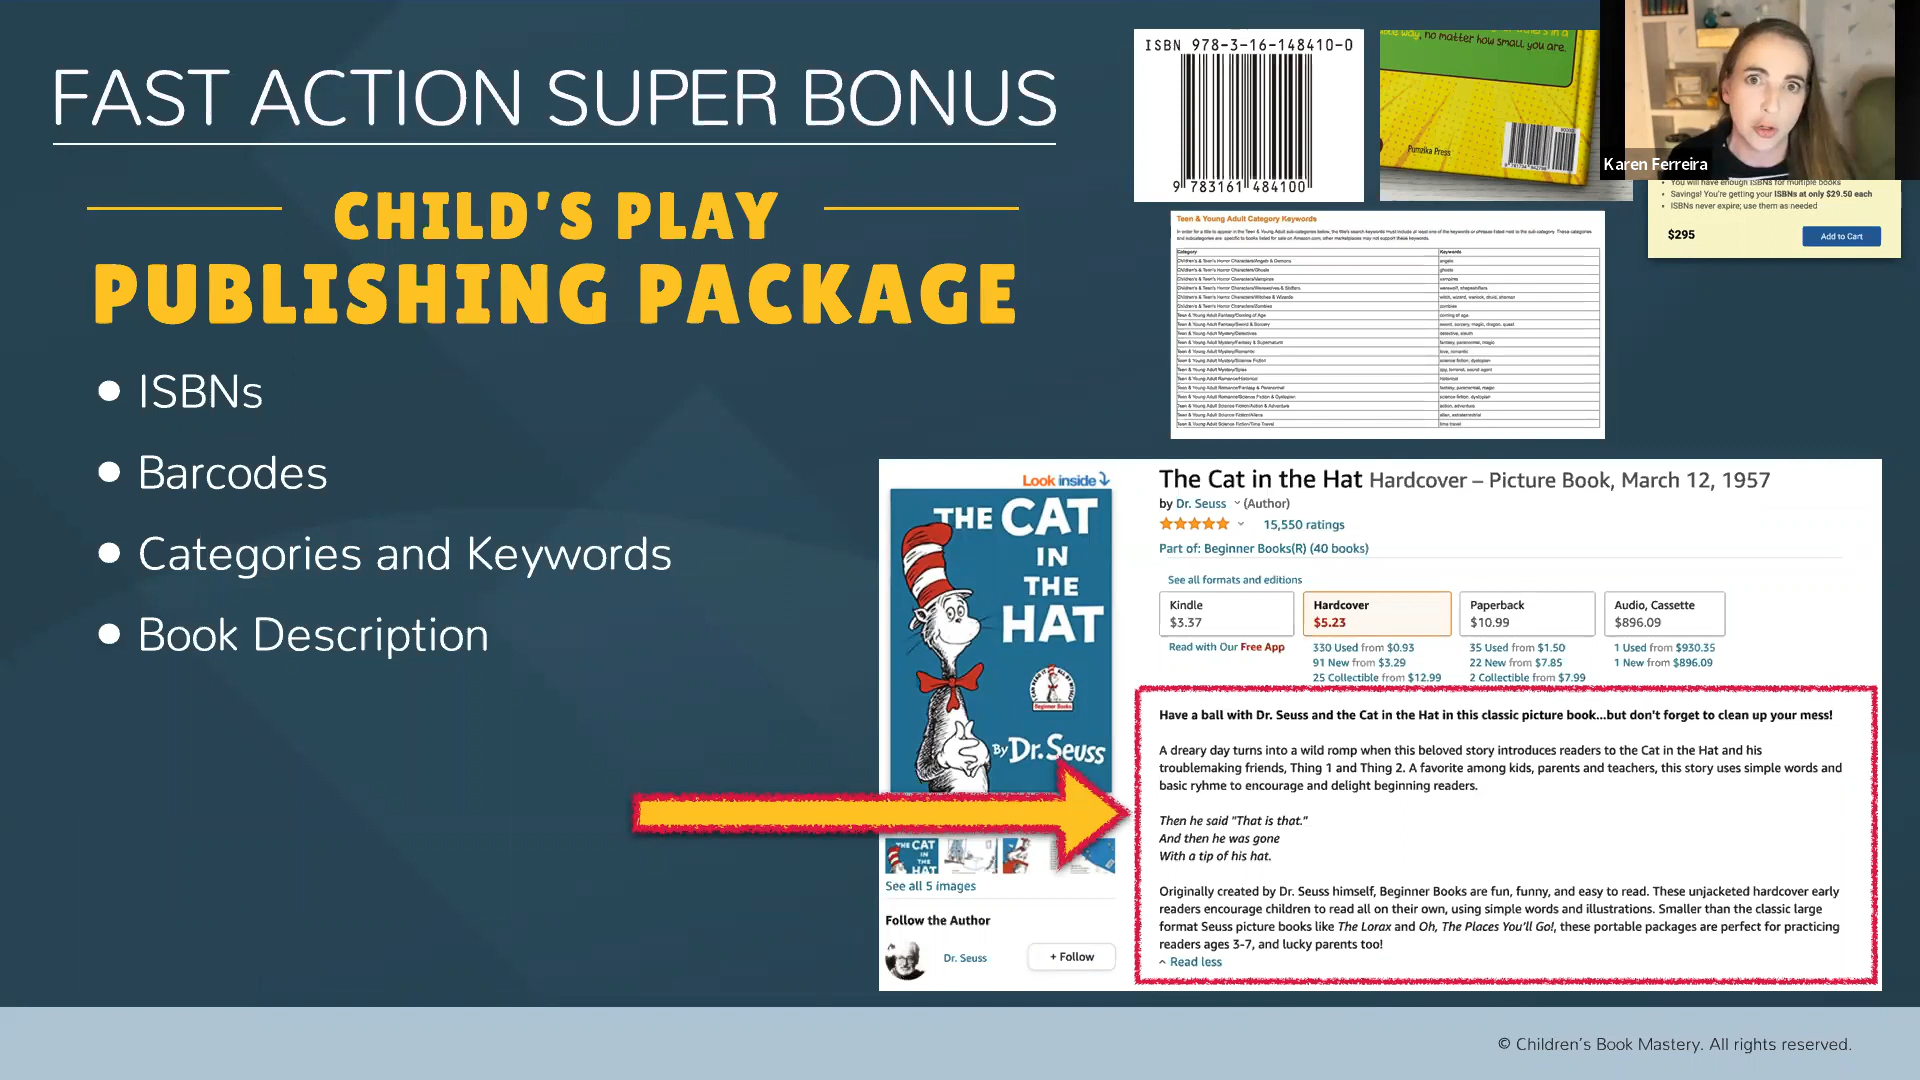 FAST ACTION SUPER BONUS
CHILD'S PLAY
PUBLISHING PACKAGE
ISBNs
Barcodes
Categories and Keywords
Book Description
ISBN 978-3-16-148410-0
9 783161 484100
no matter how small you are.
Pumzika Press
Karen Ferreira
You will have enough ISBNs for multiple books
Savings! You're getting your ISBNs at only $29.50 each
ISBNs never expire; use them as needed
$295
Add to Cart
Teen & Young Adult Category Keywords
Category Keywords
Look inside
THE CAT
IN
THE
HAT
Beginner Books
By Dr. Seuss
See all 5 images
Follow the Author
Dr. Seuss
+ Follow
The Cat in the Hat Hardcover – Picture Book, March 12, 1957
by Dr. Seuss (Author)
15,550 ratings
Part of: Beginner Books(R) (40 books)
See all formats and editions
Kindle
$3.37
Read with Our Free App
Hardcover
$5.23
330 Used from $0.93
91 New from $3.29
25 Collectible from $12.99
Paperback
$10.99
35 Used from $1.50
22 New from $7.85
2 Collectible from $7.99
Audio, Cassette
$896.09
1 Used from $930.35
1 New from $896.09
Have a ball with Dr. Seuss and the Cat in the Hat in this classic picture book...but don't forget to clean up your mess!
A dreary day turns into a wild romp when this beloved story introduces readers to the Cat in the Hat and his
troublemaking friends, Thing 1 and Thing 2. A favorite among kids, parents and teachers, this story uses simple words and
basic ryhme to encourage and delight beginning readers.
Then he said "That is that."
And then he was gone
With a tip of his hat.
Originally created by Dr. Seuss himself, Beginner Books are fun, funny, and easy to read. These unjacketed hardcover early
readers encourage children to read all on their own, using simple words and illustrations. Smaller than the classic large
format Seuss picture books like The Lorax and Oh, The Places You'll Go!, these portable packages are perfect for practicing
readers ages 3-7, and lucky parents too!
Read less
© Children's Book Mastery. All rights reserved.